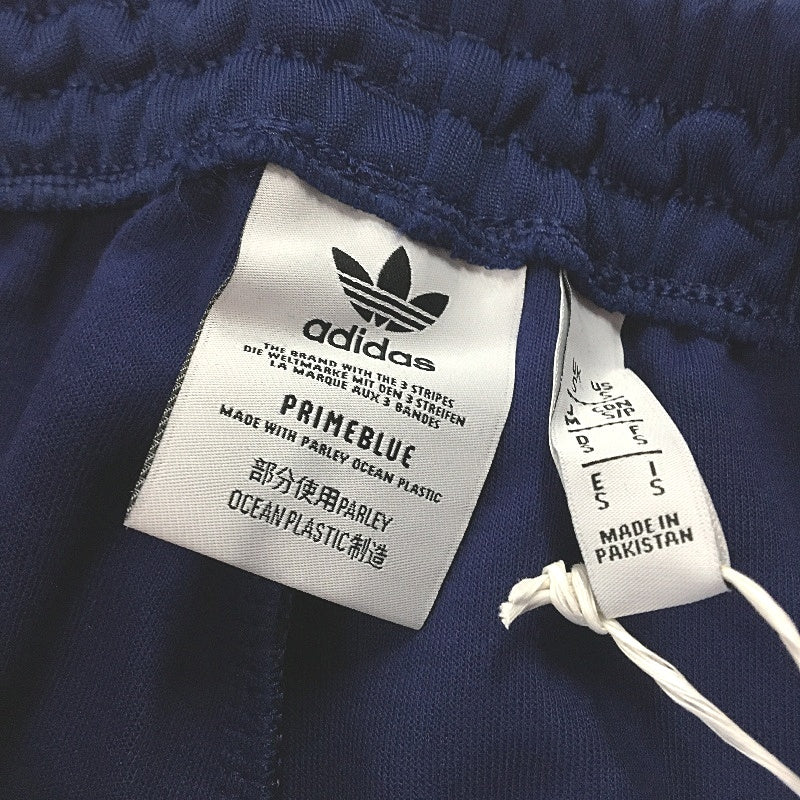 adidas
THE BRAND WITH THE 3 STRIPES
DIE WELTMARKE MIT DEN 3 STREIFEN
LA MARQUE AUX 3 BANDES
PRIMEBLUE
MADE WITH PARLEY OCEAN PLASTIC
部分使用PARLEY
OCEAN PLASTIC制造
ES
IS
MADE IN
PAKISTAN